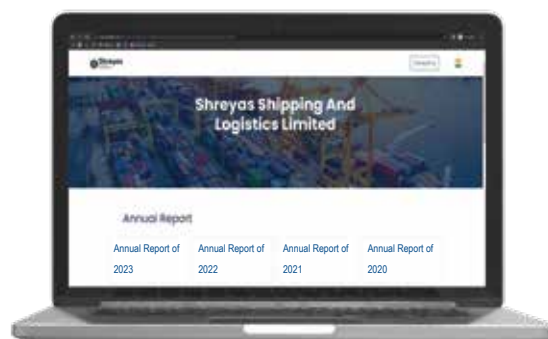 Shreyas
Shreyas Shipping And
Logistics Limited
Annual Report
Annual Report of
2023
Annual Report of
2022
Annual Report of
2021
Annual Report of
2020